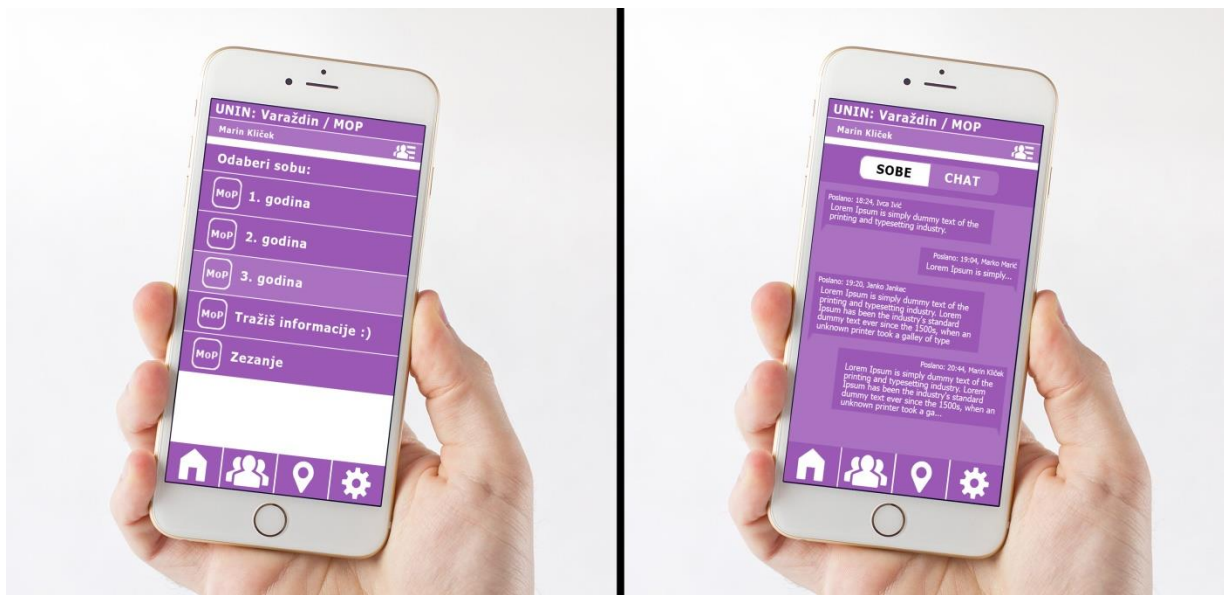 UNIN: Varaždin / MOP
Marin Kliček
Odaberi sobu:
MoP 1. godina
MoP 2. godina
MoP 3. godina
MoP Tražiš informacije :)
MoP Zezanje
UNIN: Varaždin / MOP
Marin Kliček
SOBE CHAT
Poslano: 18:24, Ivca Ivić
Lorem Ipsum is simply dummy text of the
printing and typesetting industry.
Poslano: 19:04, Marko Marić
Lorem Ipsum is simply...
Poslano: 19:20, Janko Jankac
Lorem Ipsum is simply dummy text of the
printing and typesetting industry. Lorem
Ipsum has been the industry's standard
dummy text ever since the 1500s, when an
unknown printer took a galley of type
Poslano: 20:44, Marin Kliček
Lorem Ipsum is simply dummy text of the
printing and typesetting industry. Lorem
Ipsum has been the industry's standard
dummy text ever since the 1500s, when an
unknown printer took a ga...